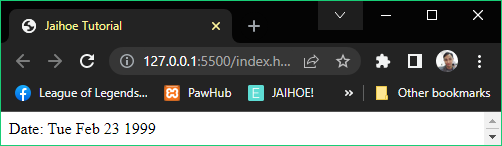 Jaihoe Tutorial
127.0.0.1:5500/index.h...
League of Legends... PawHub E JAIHOE! Other bookmarks
Date: Tue Feb 23 1999